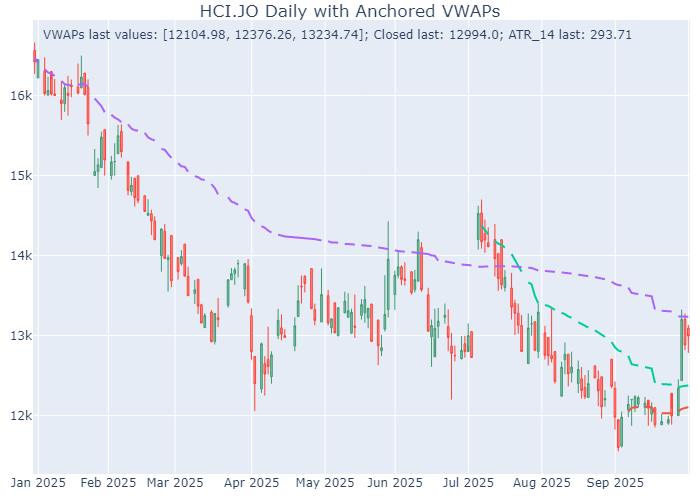 HCI.JO Daily with Anchored VWAPs
VWAPs last values: [12104.98, 12376.26, 13234.74]; Closed last: 12994.0; ATR_14 last: 293.71
16k
15k
14k
13k
12k
Jan 2025 Feb 2025 Mar 2025 Apr 2025 May 2025 Jun 2025 Jul 2025 Aug 2025 Sep 2025